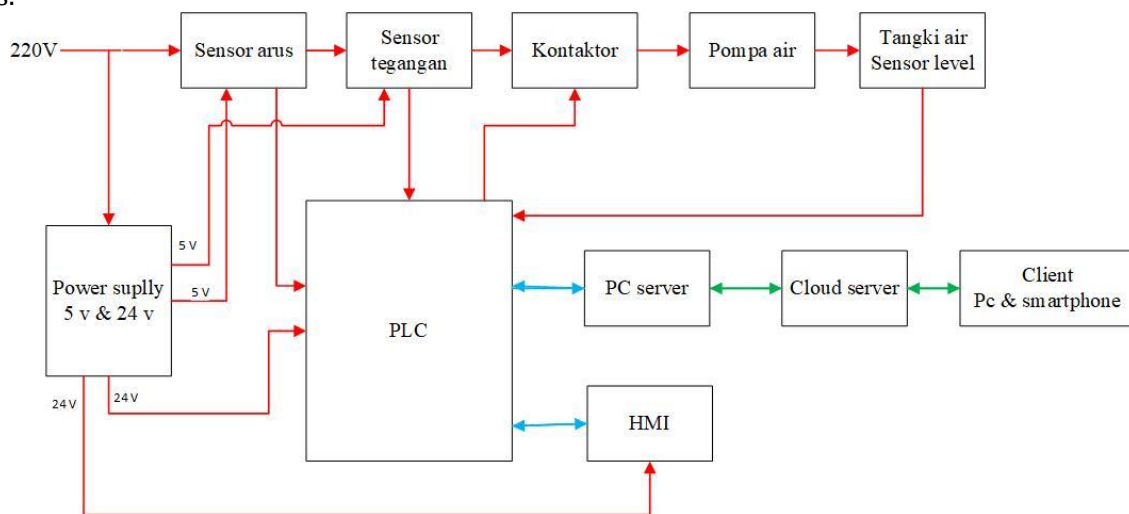 s.
220V
Sensor arus
Sensor
tegangan
Kontaktor
Pompa air
Tangki air
Sensor level
5 V
5 V
Power suplly
5 v & 24 v
24 V
24 V
PLC
PC server
Cloud server
Client
Pc & smartphone
HMI